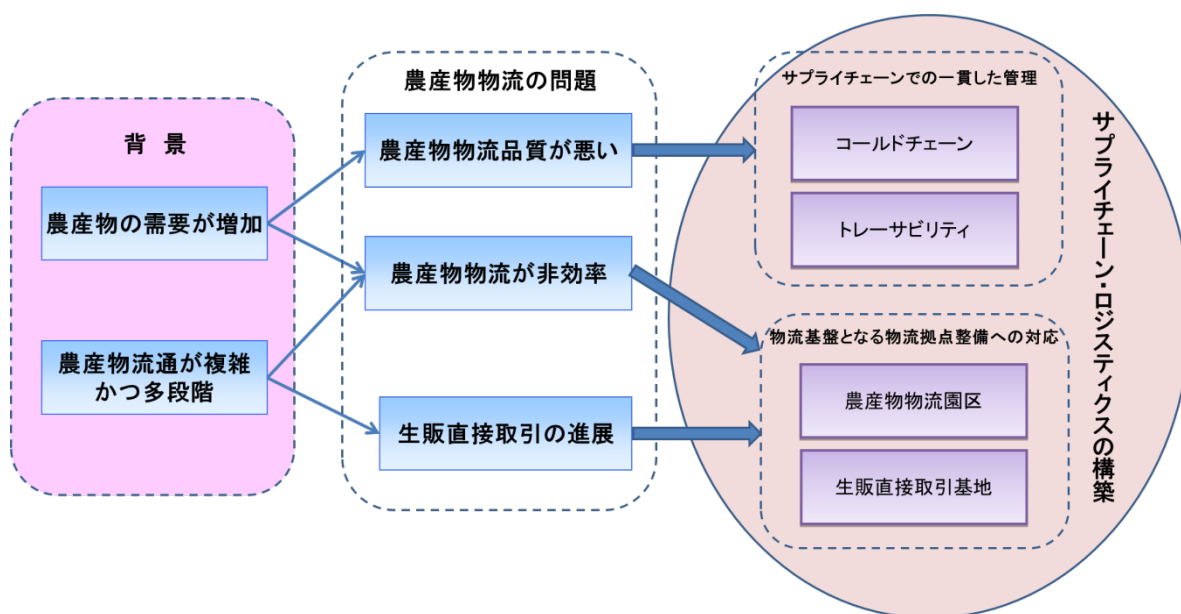 背 景
農産物の需要が増加
農産物流通が複雑
かつ多段階
農産物物流の問題
農産物物流品質が悪い
農産物物流が非効率
生販直接取引の進展
サプライチェーンでの一貫した管理
コールドチェーン
トレーサビリティ
物流基盤となる物流拠点整備への対応
農産物物流園区
生販直接取引基地
サプライチェーン・ロジスティクスの構築